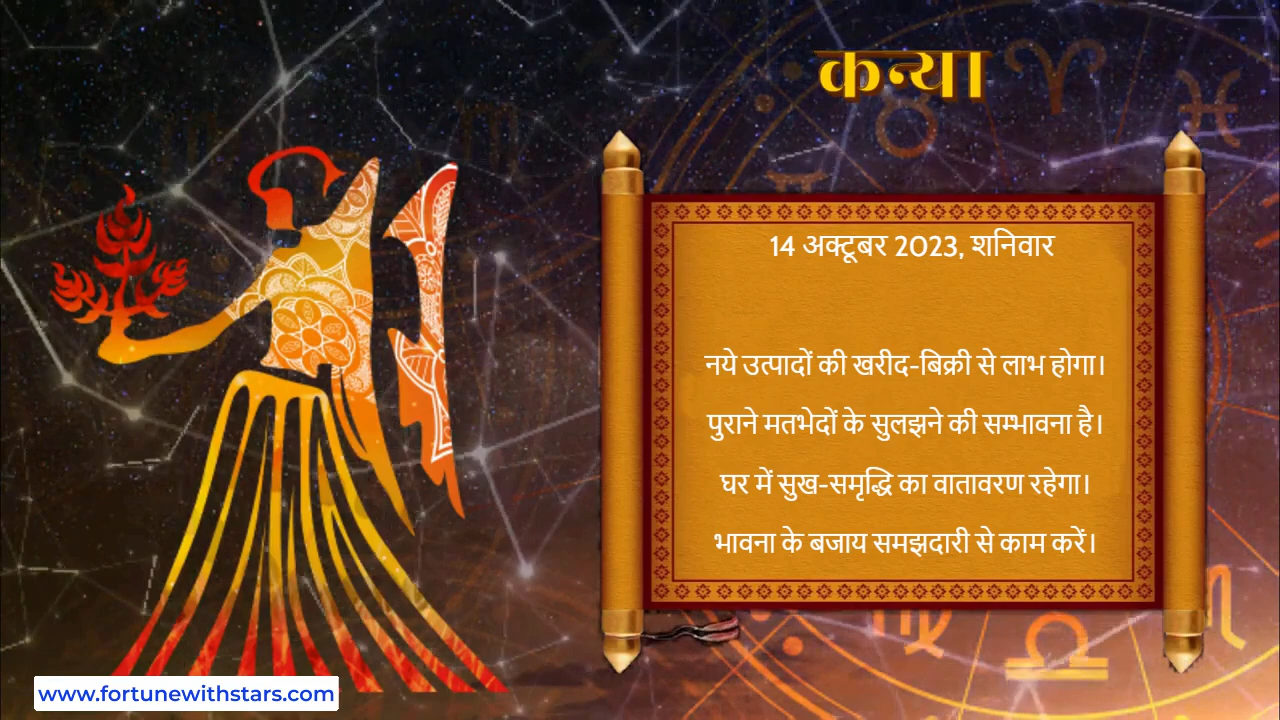 कन्या
14 अक्टूबर 2023, शनिवार
नये उत्पादों की खरीद-बिक्री से लाभ होगा।
पुराने मतभेदों के सुलझने की सम्भावना है।
घर में सुख-समृद्धि का वातावरण रहेगा।
भावना के बजाय समझदारी से काम करें।
www.fortunewithstars.com